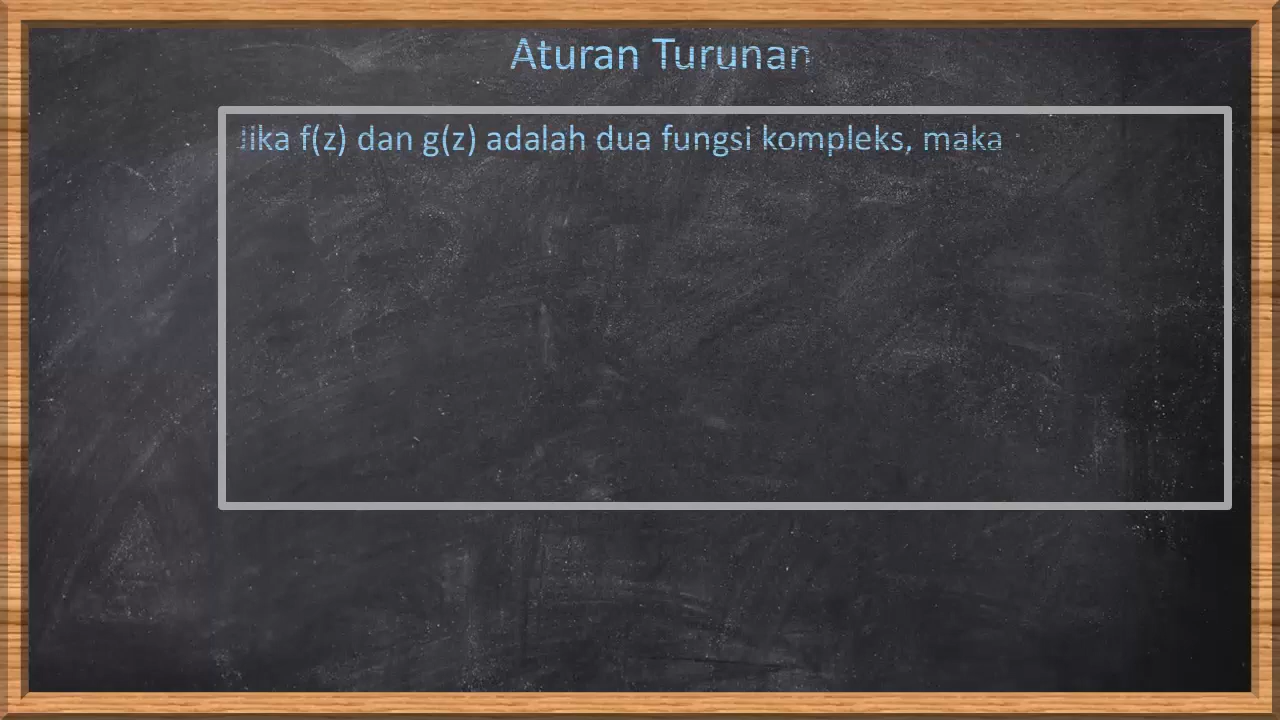 Aturan Turunan
Jika f(z) dan g(z) adalah dua fungsi kompleks, maka :